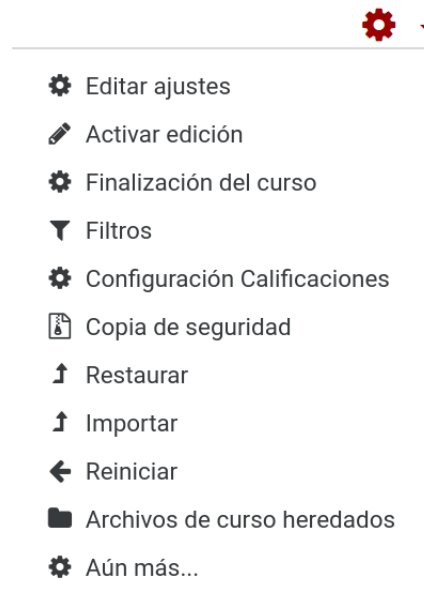 Editar ajustes
Activar edición
Finalización del curso
Filtros
Configuración Calificaciones
Copia de seguridad
Restaurar
Importar
Reiniciar
Archivos de curso heredados
Aún más...